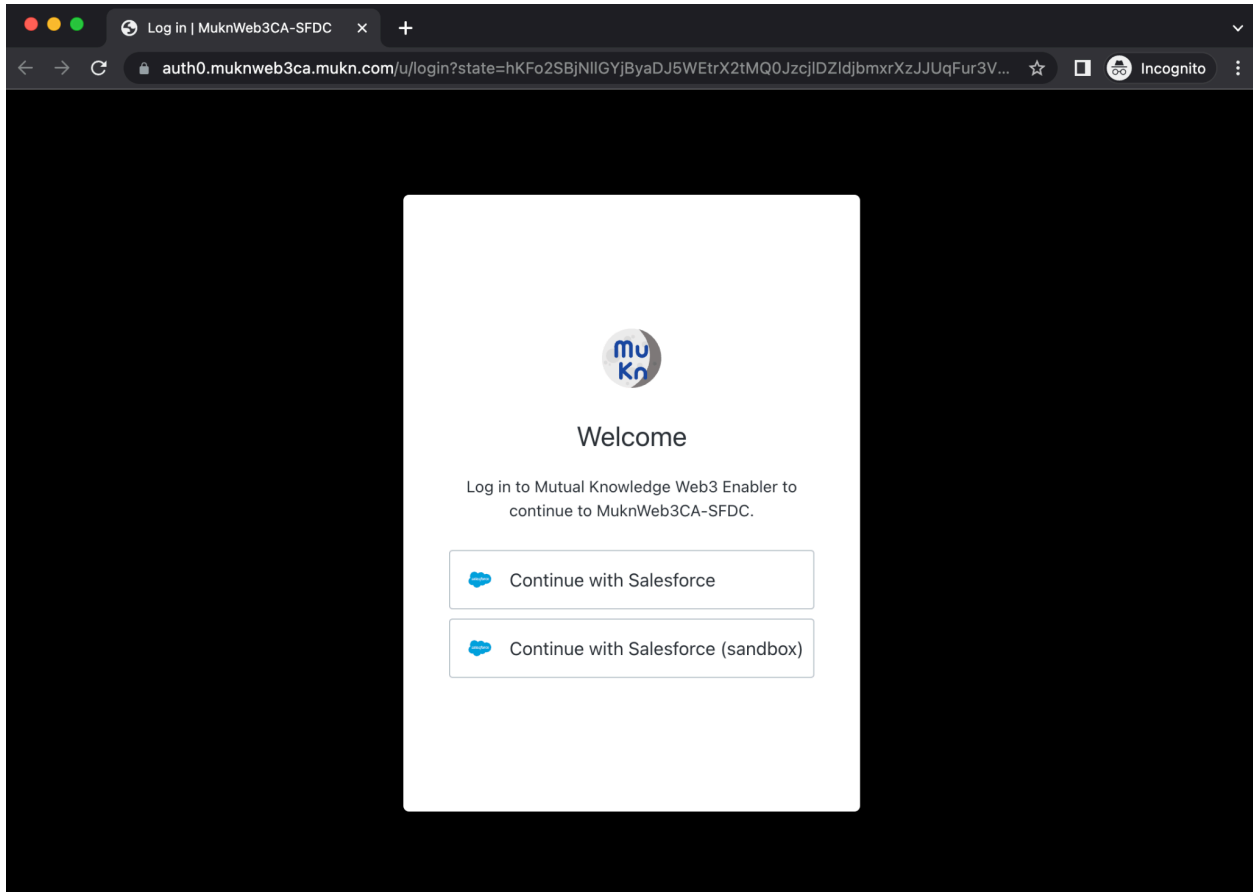 Log in | MuknWeb3CA-SFDC
auth0.muknweb3ca.mukn.com/u/login?state=hKFo2SBjNllGYjByaDJ5WEtrX2tMQ0JzcjlDZldjbmxrXzJJUqFur3V...
Incognito
Mu
Kn
Welcome
Log in to Mutual Knowledge Web3 Enabler to
continue to MuknWeb3CA-SFDC.
Continue with Salesforce
Continue with Salesforce (sandbox)